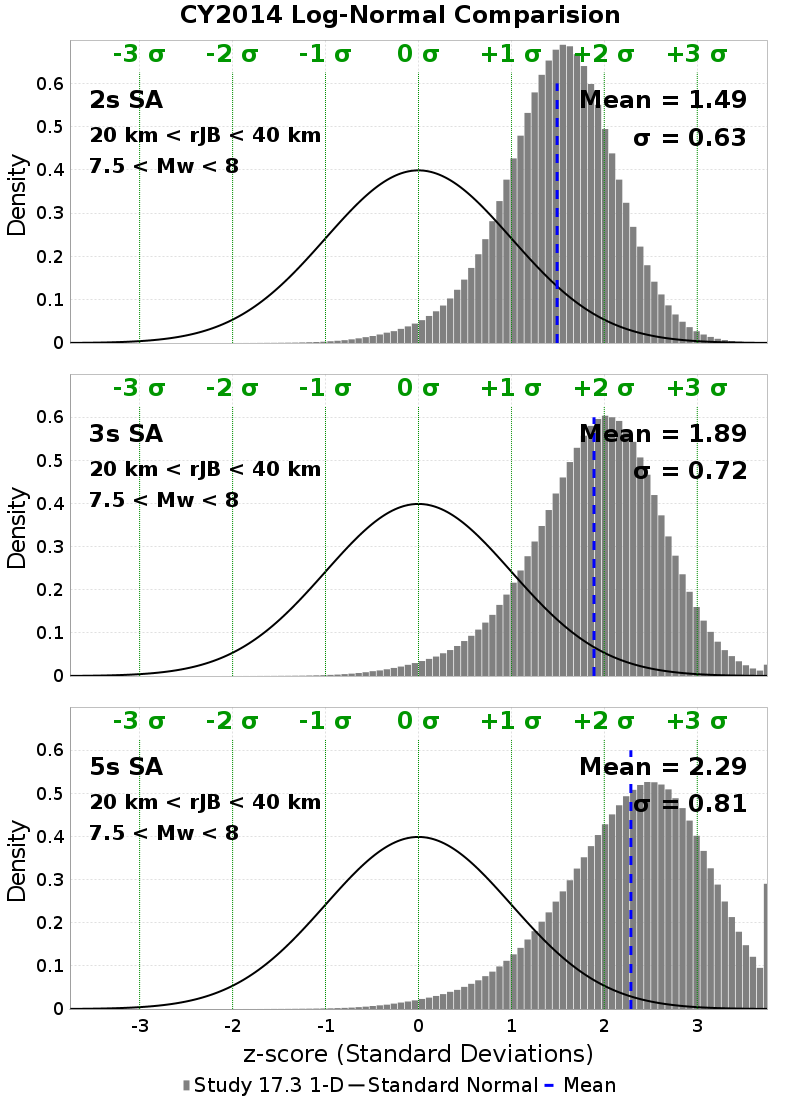 CY2014 Log-Normal Comparision
-3 σ -2 σ -1 σ 0 σ +1 σ +2 σ +3 σ
2s SA
Mean = 1.49
20 km < rJB < 40 km
σ = 0.63
7.5 < Mw < 8
Density
0.6
0.5
0.4
0.3
0.2
0.1
0
-3 σ -2 σ -1 σ 0 σ +1 σ +2 σ +3 σ
3s SA
Mean = 1.89
20 km < rJB < 40 km
σ = 0.72
7.5 < Mw < 8
Density
0.6
0.5
0.4
0.3
0.2
0.1
0
-3 σ -2 σ -1 σ 0 σ +1 σ +2 σ +3 σ
5s SA
Mean = 2.29
20 km < rJB < 40 km
σ = 0.81
7.5 < Mw < 8
Density
0.6
0.5
0.4
0.3
0.2
0.1
0
-3 -2 -1 0 1 2 3
z-score (Standard Deviations)
Study 17.3 1-D Standard Normal Mean